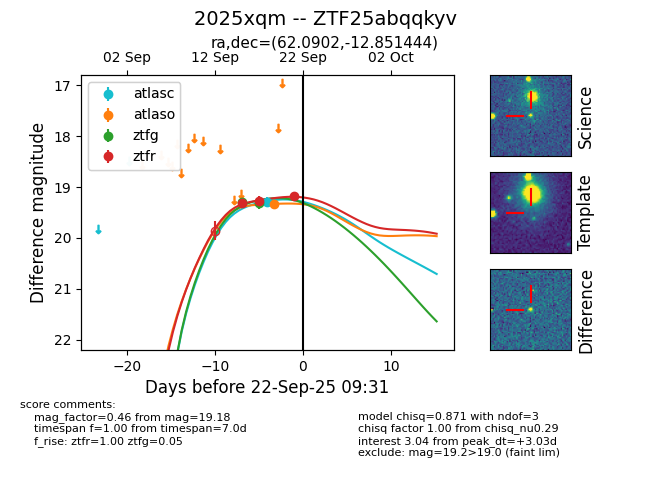 2025xqm -- ZTF25abqqkyv
ra,dec=(62.0902,-12.851444)
02 Sep 12 Sep 22 Sep 02 Oct
17
18
19
20
21
22
Difference magnitude
atlasc
atlaso
ztfg
ztfr
−20 −10 0 10
Days before 22-Sep-25 09:31
Science
Template
Difference
score comments:
mag_factor=0.46 from mag=19.18
timespan f=1.00 from timespan=7.0d
f_rise: ztfr=1.00 ztfg=0.05
model chisq=0.871 with ndof=3
chisq factor 1.00 from chisq_nu0.29
interest 3.04 from peak_dt=+3.03d
exclude: mag=19.2>19.0 (faint lim)